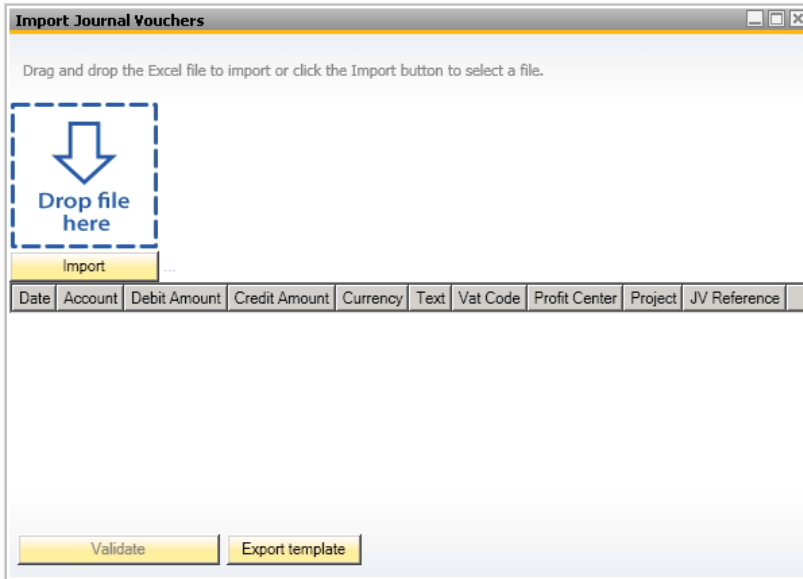 Import Journal Vouchers
Drag and drop the Excel file to import or click the Import button to select a file.
Drop file
here
Import ...
Date Account Debit Amount Credit Amount Currency Text Vat Code Profit Center Project JV Reference
Validate Export template